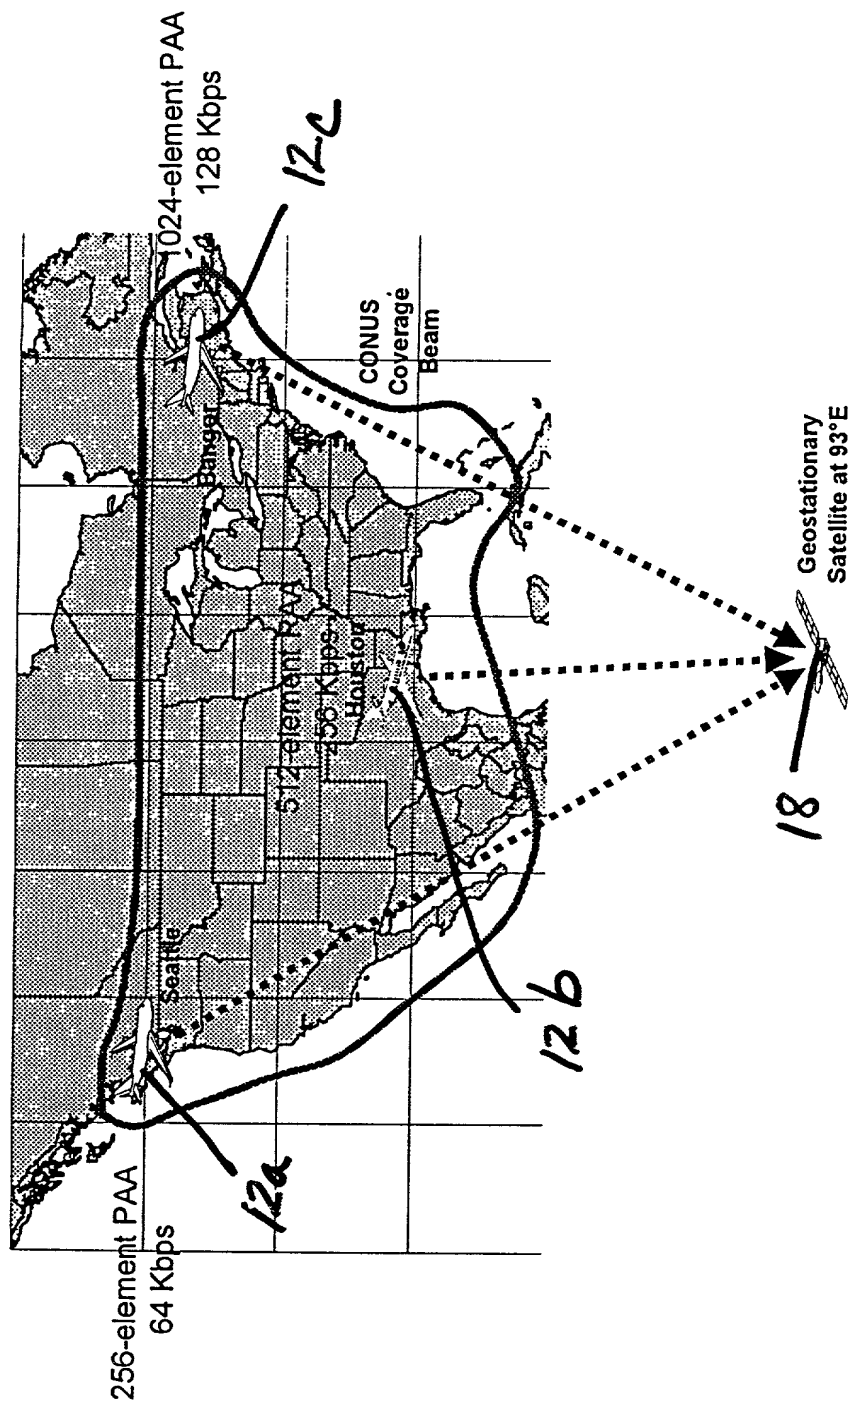 256-element PAA
64 Kbps
12a
Seattle
512-element PAA
256 Kbps
Houston
12b
Bangor
1024-element PAA
128 Kbps
12c
CONUS
Coverage
Beam
18
Geostationary
Satellite at 93°E